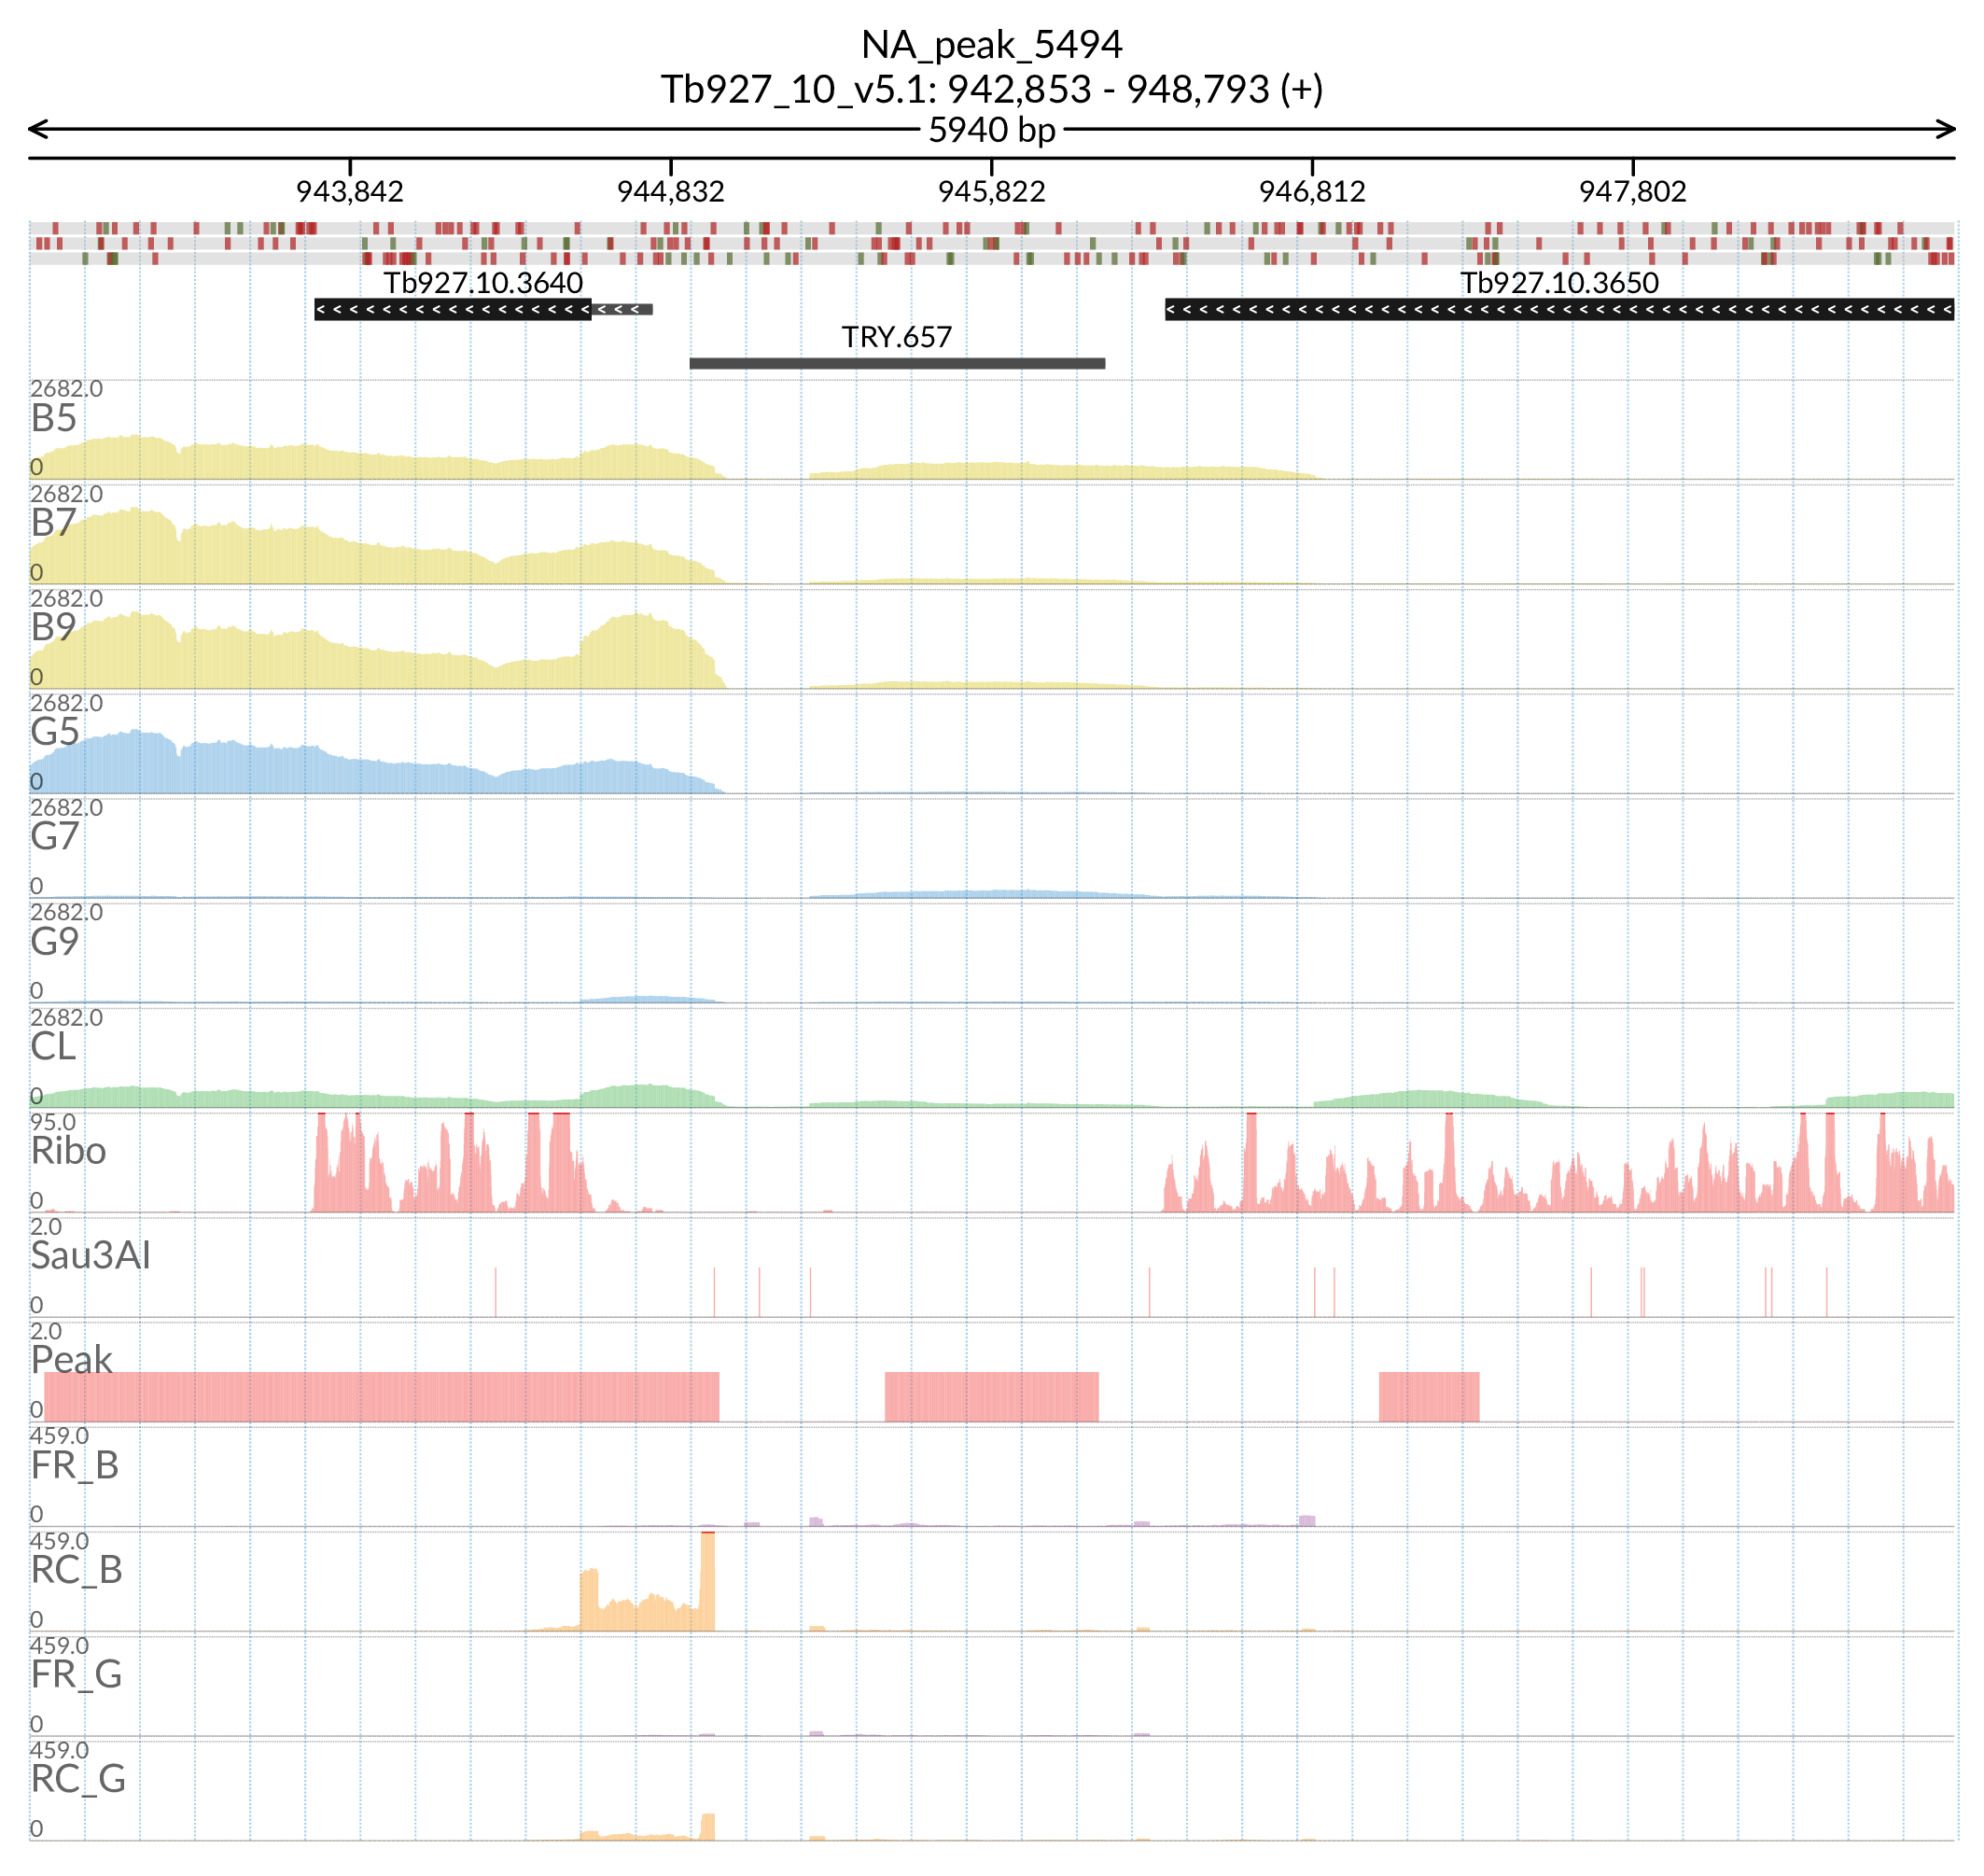 NA_peak_5494
Tb927_10_v5.1: 942,853 - 948,793 (+)
5940 bp
943,842 944,832 945,822 946,812 947,802
Tb927.10.3640 Tb927.10.3650
TRY.657
2682.0
B5
0
2682.0
B7
0
2682.0
B9
0
2682.0
G5
0
2682.0
G7
0
2682.0
G9
0
2682.0
CL
0
95.0
Ribo
0
2.0
Sau3AI
0
2.0
Peak
0
459.0
FR_B
0
459.0
RC_B
0
459.0
FR_G
0
459.0
RC_G
0